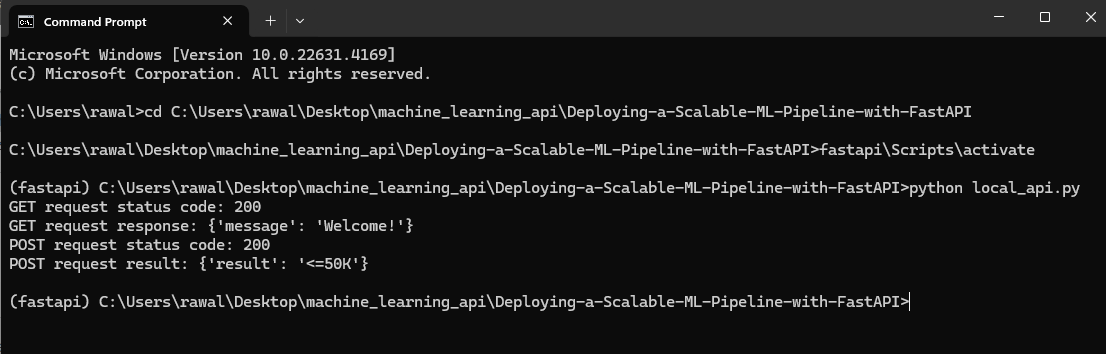 Command Prompt
Microsoft Windows [Version 10.0.22631.4169]
(c) Microsoft Corporation. All rights reserved.
C:\Users\rawal>cd C:\Users\rawal\Desktop\machine_learning_api\Deploying-a-Scalable-ML-Pipeline-with-FastAPI
C:\Users\rawal\Desktop\machine_learning_api\Deploying-a-Scalable-ML-Pipeline-with-FastAPI>fastapi\Scripts\activate
(fastapi) C:\Users\rawal\Desktop\machine_learning_api\Deploying-a-Scalable-ML-Pipeline-with-FastAPI>python local_api.py
GET request status code: 200
GET request response: {'message': 'Welcome!'}
POST request status code: 200
POST request result: {'result': '<=50K'}
(fastapi) C:\Users\rawal\Desktop\machine_learning_api\Deploying-a-Scalable-ML-Pipeline-with-FastAPI>